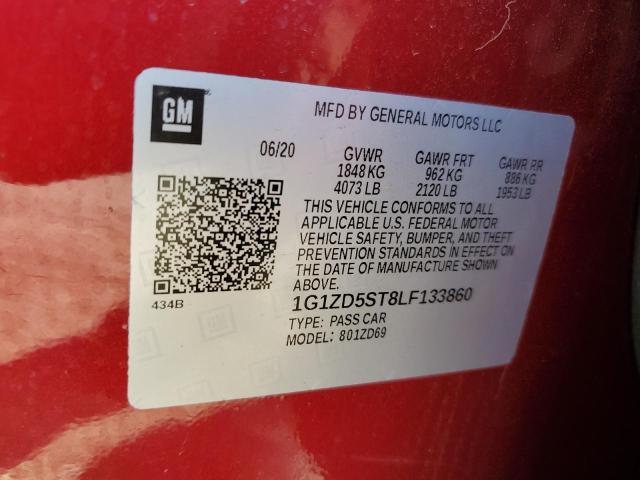 GM
MFD BY GENERAL MOTORS LLC
06/20 GVWR GAWR FRT GAWR RR
1848 KG 962 KG 886 KG
4073 LB 2120 LB 1953 LB
THIS VEHICLE CONFORMS TO ALL
APPLICABLE U.S. FEDERAL MOTOR
VEHICLE SAFETY, BUMPER, AND THEFT
PREVENTION STANDARDS IN EFFECT ON
THE DATE OF MANUFACTURE SHOWN
ABOVE.
434B
1G1ZD5ST8LF133860
TYPE: PASS CAR
MODEL: 801ZD69